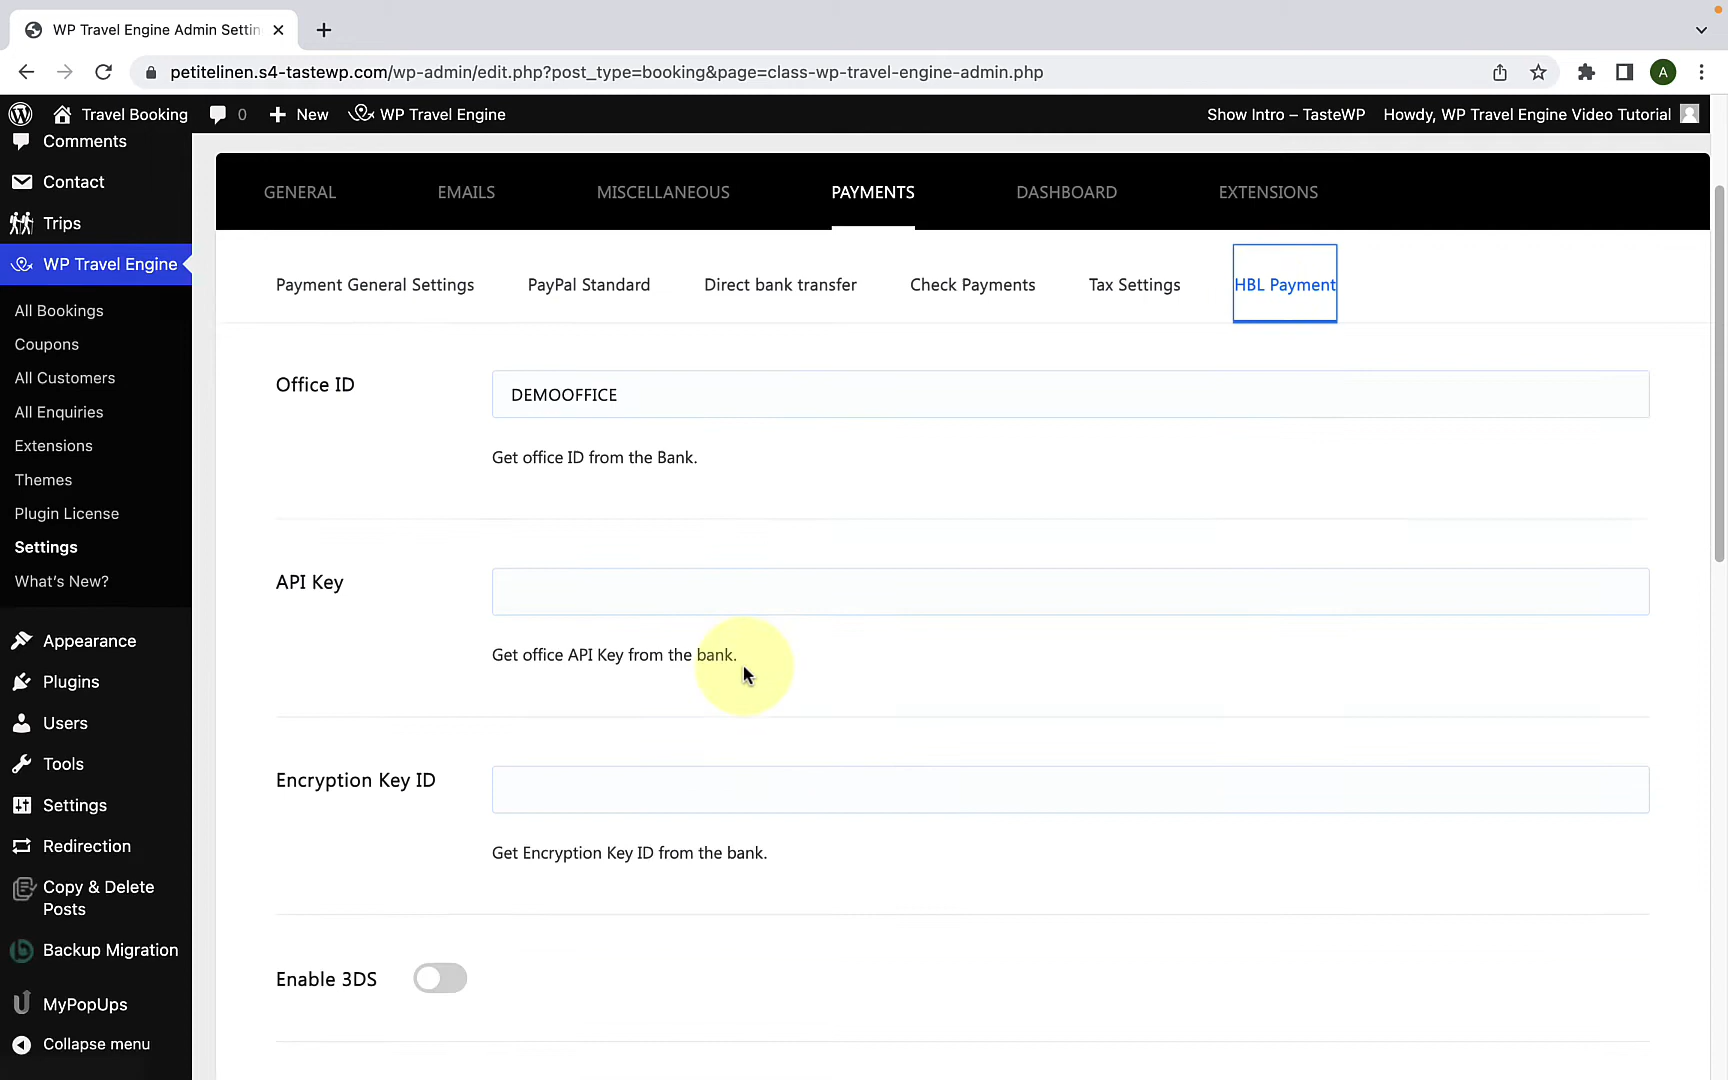 WP Travel Engine Admin Settin
petitelinen.s4-tastewp.com/wp-admin/edit.php?post_type=booking&page=class-wp-travel-engine-admin.php
A
Travel Booking
0
New
WP Travel Engine
Show Intro – TasteWP
Howdy, WP Travel Engine Video Tutorial
Comments
Contact
Trips
WP Travel Engine
All Bookings
Coupons
All Customers
All Enquiries
Extensions
Themes
Plugin License
Settings
What's New?
Appearance
Plugins
Users
Tools
Settings
Redirection
Copy & Delete
Posts
Backup Migration
MyPopUps
Collapse menu
GENERAL
EMAILS
MISCELLANEOUS
PAYMENTS
DASHBOARD
EXTENSIONS
Payment General Settings
PayPal Standard
Direct bank transfer
Check Payments
Tax Settings
HBL Payment
Office ID
DEMOOFFICE
Get office ID from the Bank.
API Key
Get office API Key from the bank.
Encryption Key ID
Get Encryption Key ID from the bank.
Enable 3DS